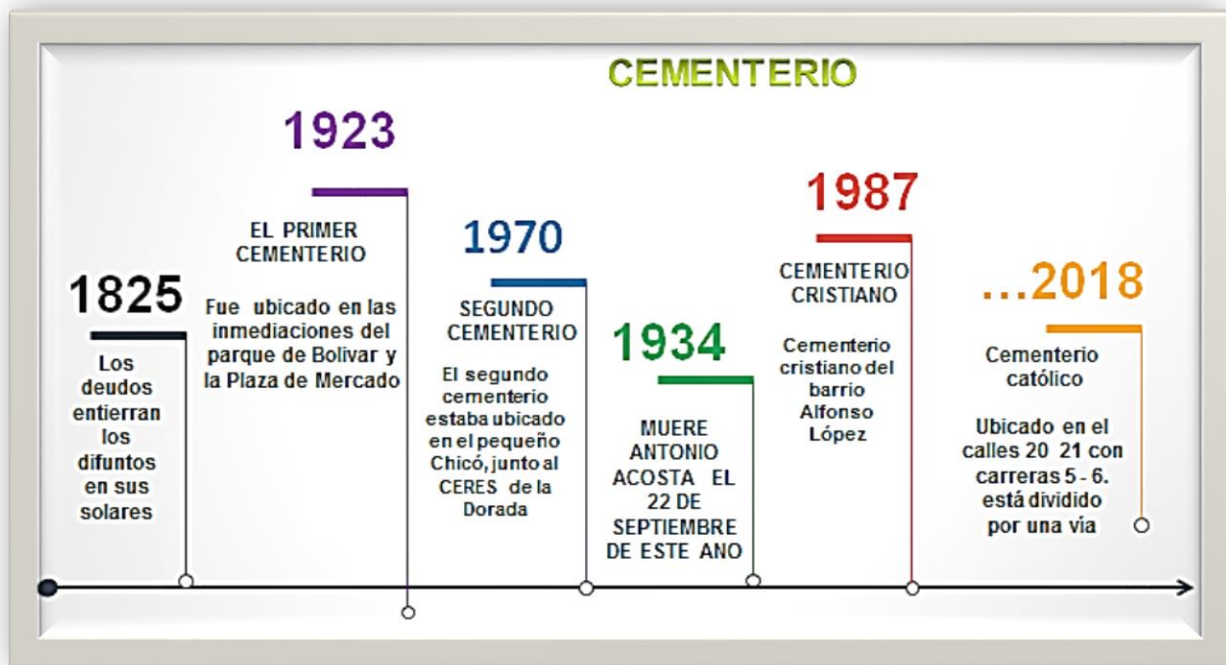 CEMENTERIO
1825
Los
deudos
entierran
los
difuntos
en sus
solares
1923
EL PRIMER
CEMENTERIO
Fue ubicado en las
inmediaciones del
parque de Bolivar y
la Plaza de Mercado
1970
SEGUNDO
CEMENTERIO
El segundo
cementerio
estaba ubicado
en el pequeño
Chicó, junto al
CERES de la
Dorada
1934
MUERE
ANTONIO
ACOSTA EL
22 DE
SEPTIEMBRE
DE ESTE ANO
1987
CEMENTERIO
CRISTIANO
Cementerio
cristiano del
barrio
Alfonso
López
...2018
Cementerio
católico
Ubicado en el
calles 20 21 con
carreras 5 - 6.
está dividido
por una vía